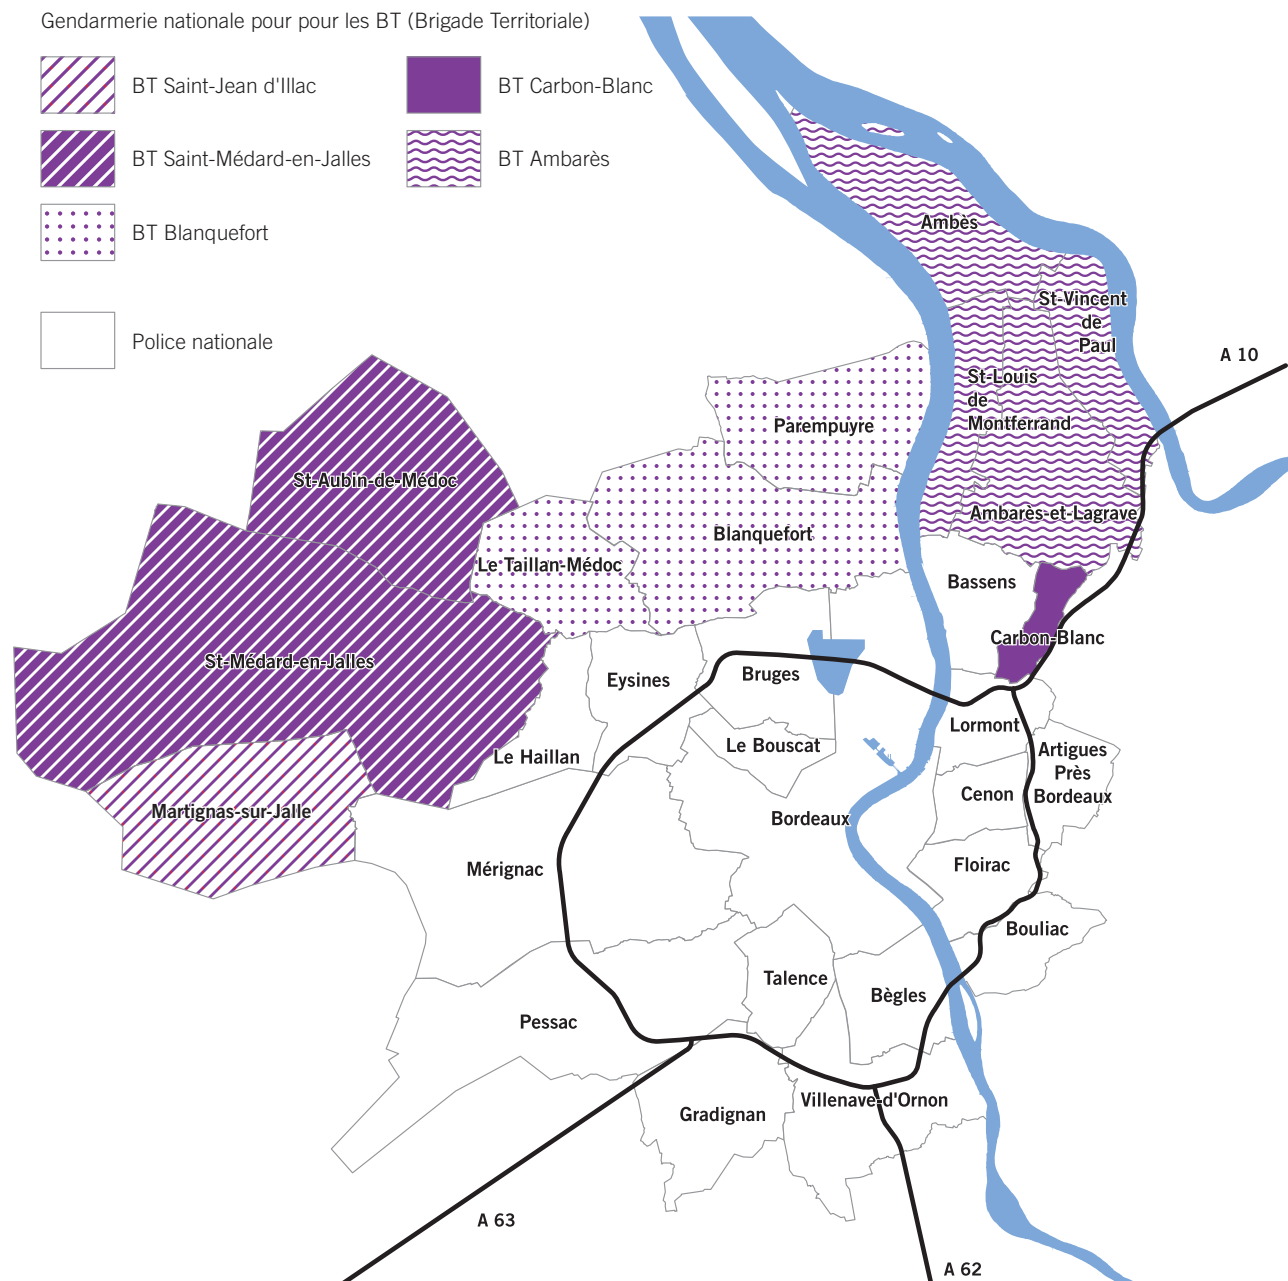 Gendarmerie nationale pour pour les BT (Brigade Territoriale)
BT Saint-Jean d'Illac
BT Carbon-Blanc
BT Saint-Médard-en-Jalles
BT Ambarès
BT Blanquefort
Police nationale
Ambès
St-Vincent
de
Paul
A 10
St-Louis
de
Montferrand
Parempuyre
St-Aubin-de-Médoc
Ambarès-et-Lagrave
Blanquefort
Le Taillan-Médoc
Bassens
Carbon-Blanc
St-Médard-en-Jalles
Eysines
Bruges
Lormont
Le Bouscat
Artigues
Près
Bordeaux
Le Haillan
Cenon
Martignas-sur-Jalle
Bordeaux
Mérignac
Floirac
Bouliac
Talence
Bègles
Pessac
Villenave-d'Ornon
Gradignan
A 63
A 62